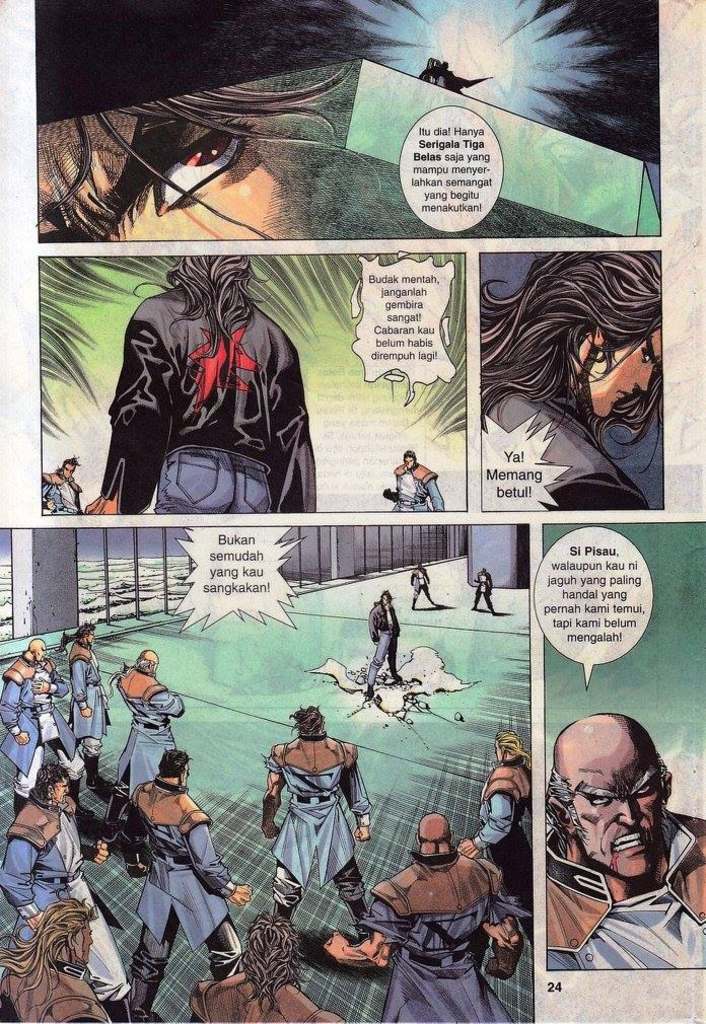 Itu dia! Hanya
Serigala Tiga
Belas saja yang
mampu menyer-
lahkan semangat
yang begitu
menakutkan!
Budak mentah,
janganlah
gembira
sangat!
Cabaran kau
belum habis
dirempuh lagi!
Ya!
Memang
betul!
Bukan
semudah
yang kau
sangkakan!
Si Pisau,
walaupun kau ni
jaguh yang paling
handal yang
pernah kami temui,
tapi kami belum
mengalah!
24